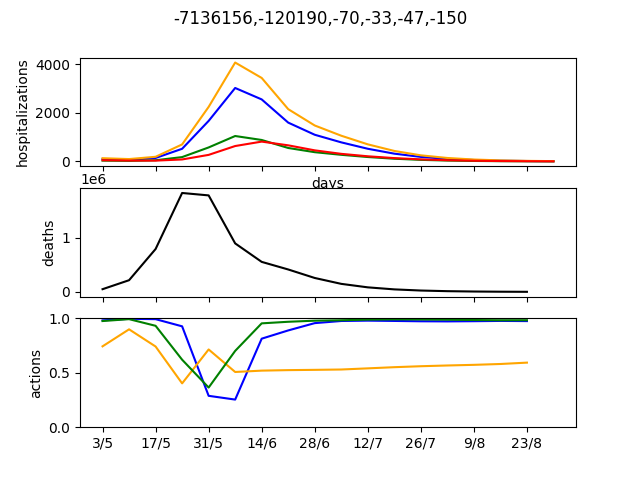 -7136156,-120190,-70,-33,-47,-150
hospitalizations
4000
2000
0
days
1e6
deaths
1
0
actions
1.0
0.5
0.0
3/5 17/5 31/5 14/6 28/6 12/7 26/7 9/8 23/8